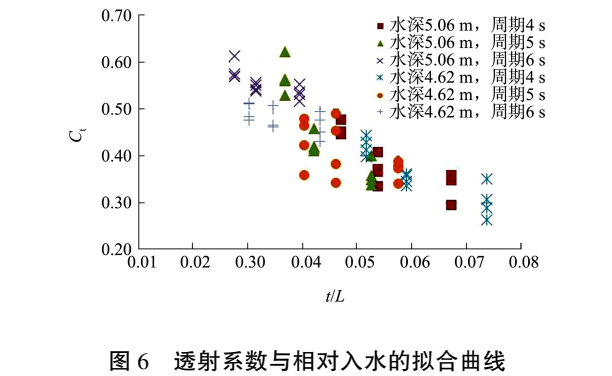 0.70
0.60
0.50
0.40
0.30
0.20
Ct
水深5.06 m，周期4 s
水深5.06 m，周期5 s
水深5.06 m，周期6 s
水深4.62 m，周期4 s
水深4.62 m，周期5 s
水深4.62 m，周期6 s
0.01 0.02 0.03 0.04 0.05 0.06 0.07 0.08
t/L
图 6 透射系数与相对入水的拟合曲线